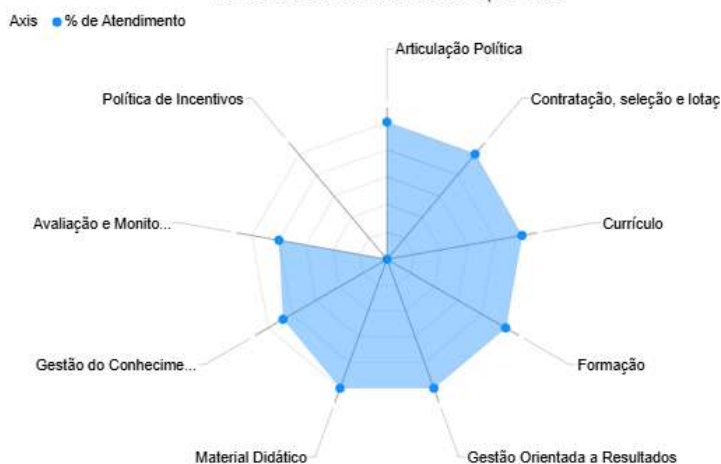 Axis % de Atendimento
Articulação Política
Política de Incentivos
Contratação, seleção e lotaç
Avaliação e Monito...
Currículo
Gestão do Conhecime...
Formação
Material Didático
Gestão Orientada a Resultados